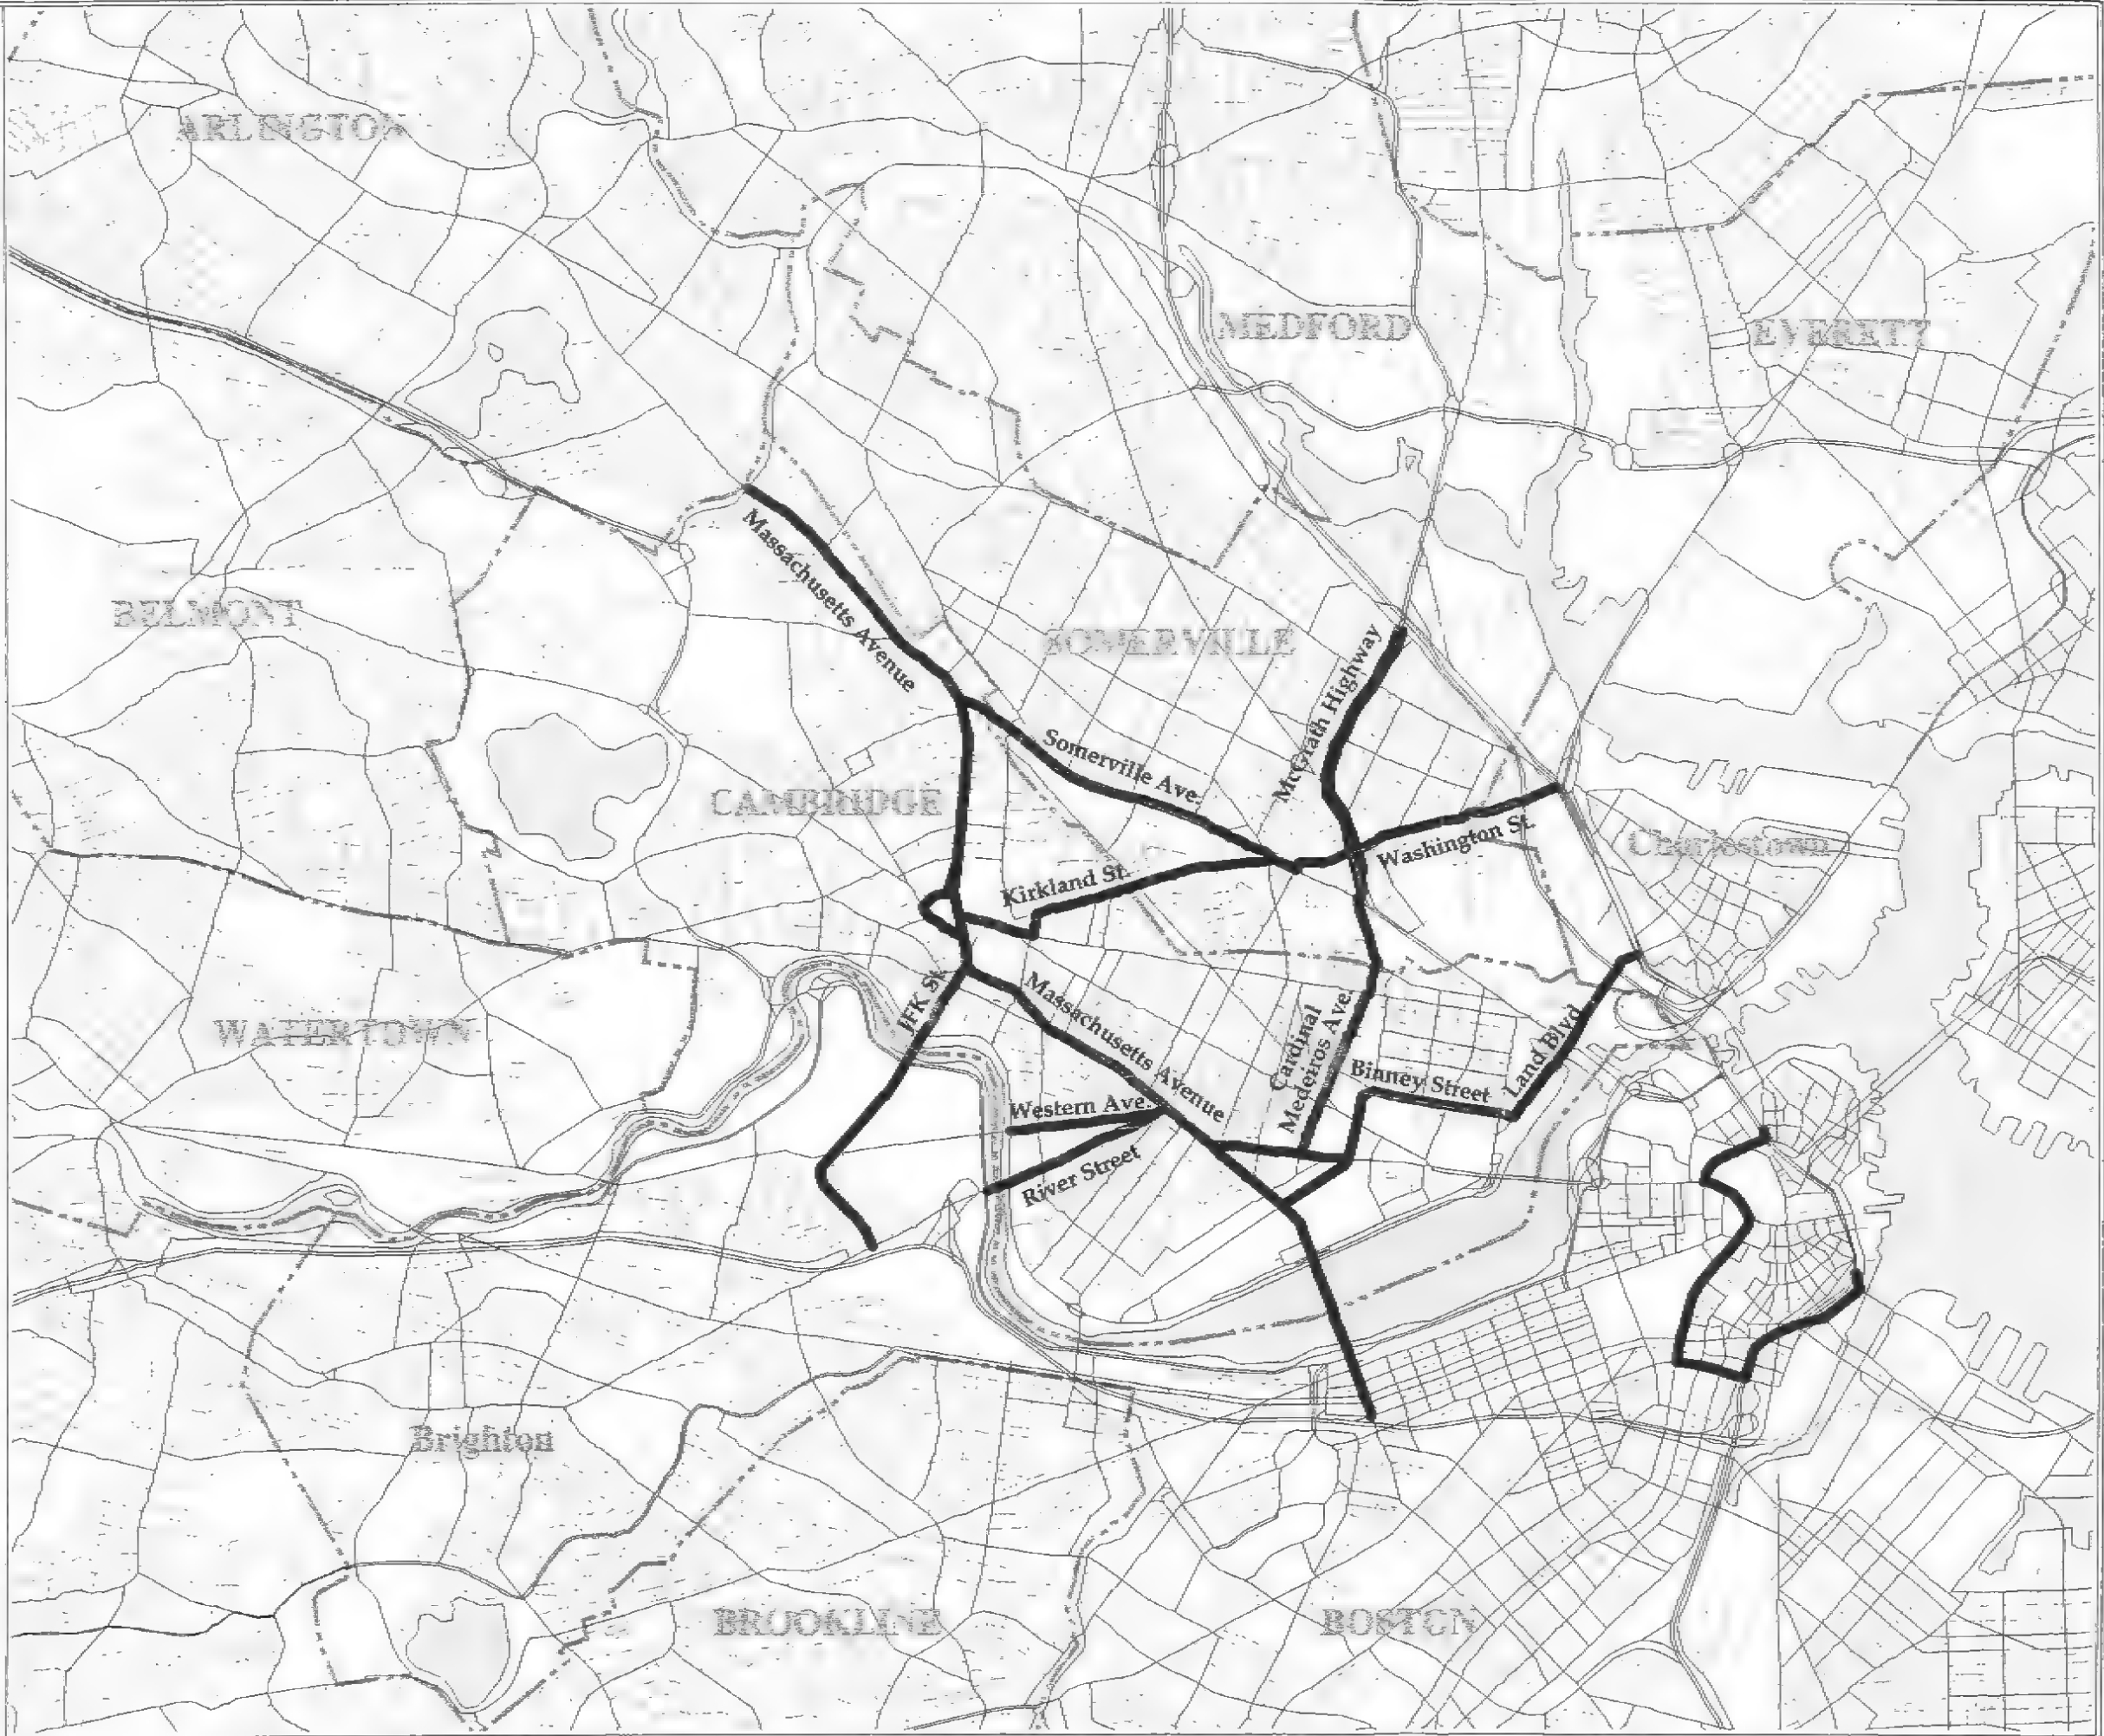 ARLINGTON
MEDFORD
EVERETT
Massachusetts Avenue
BELMONT
SOMERVILLE
McGrath Highway
Somerville Ave.
CAMBRIDGE
Washington St.
Charlestown
Kirkland St.
JFK St.
Massachusetts Avenue
WATERTOWN
Cardinal
Medeiros Ave.
Land Blvd
Binney Street
Western Ave.
River Street
Brighton
BROOKLINE
BOSTON